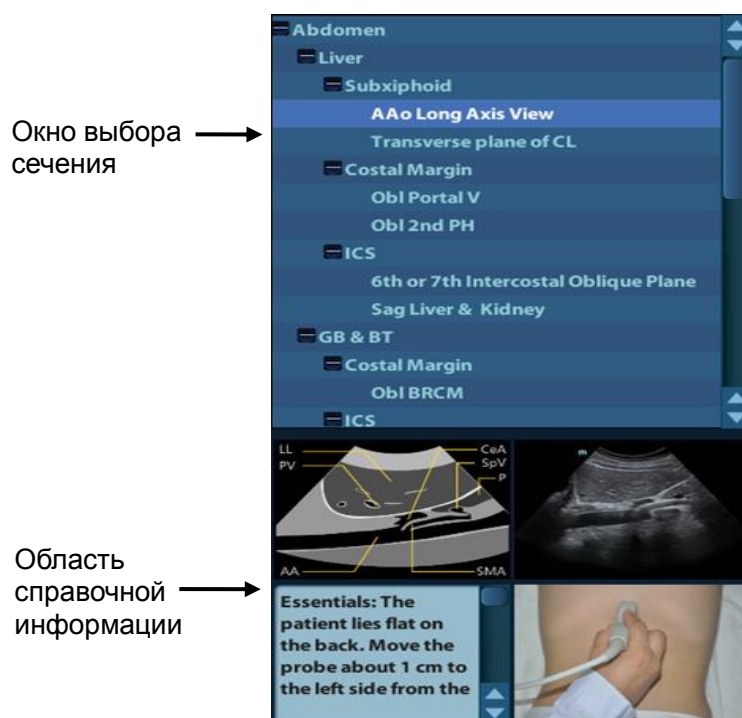 Abdomen
Liver
Subxiphoid
AAo Long Axis View
Окно выбора
сечения
Transverse plane of CL
Costal Margin
Obl Portal V
Obl 2nd PH
ICS
6th or 7th Intercostal Oblique Plane
Sag Liver & Kidney
GB & BT
Costal Margin
Obl BRCM
ICS
LL
CeA
PV
SpV
P
AA
SMA
m
Область
справочной
информации
Essentials: The
patient lies flat on
the back. Move the
probe about 1 cm to
the left side from the